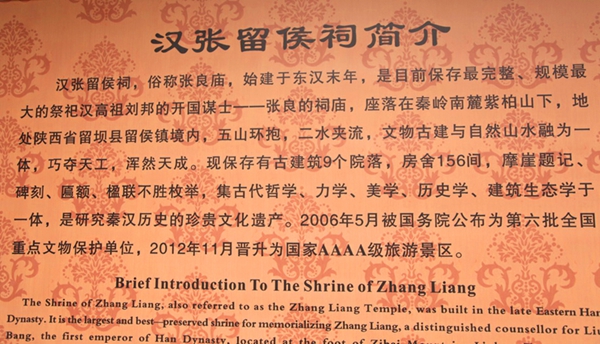 汉张留侯祠简介
汉张留侯祠，俗称张良庙，始建于东汉末年，是目前保存最完整、规模最
大的祭祀汉高祖刘邦的开国谋士——张良的祠庙，座落在秦岭南麓紫柏山下，地
处陕西省留坝县留侯镇境内，五山环抱，二水夹流，文物古建与自然山水融为一
体，巧夺天工，浑然天成。现保存有古建筑9个院落，房舍156间，摩崖题记、
碑刻、匾额、楹联不胜枚举，集古代哲学、力学、美学、历史学、建筑生态学于
一体，是研究秦汉历史的珍贵文化遗产。2006年5月被国务院公布为第六批全国
重点文物保护单位，2012年11月晋升为国家AAAA级旅游景区。
Brief Introduction To The Shrine of Zhang Liang
The Shrine of Zhang Liang, also referred to as the Zhang Liang Temple, was built in the late Eastern Han
Dynasty. It is the largest and best—preserved shrine for memorializing Zhang Liang, a distinguished counsellor for Liu
Bang, the first emperor of Han Dynasty, located at the foot of Zibai